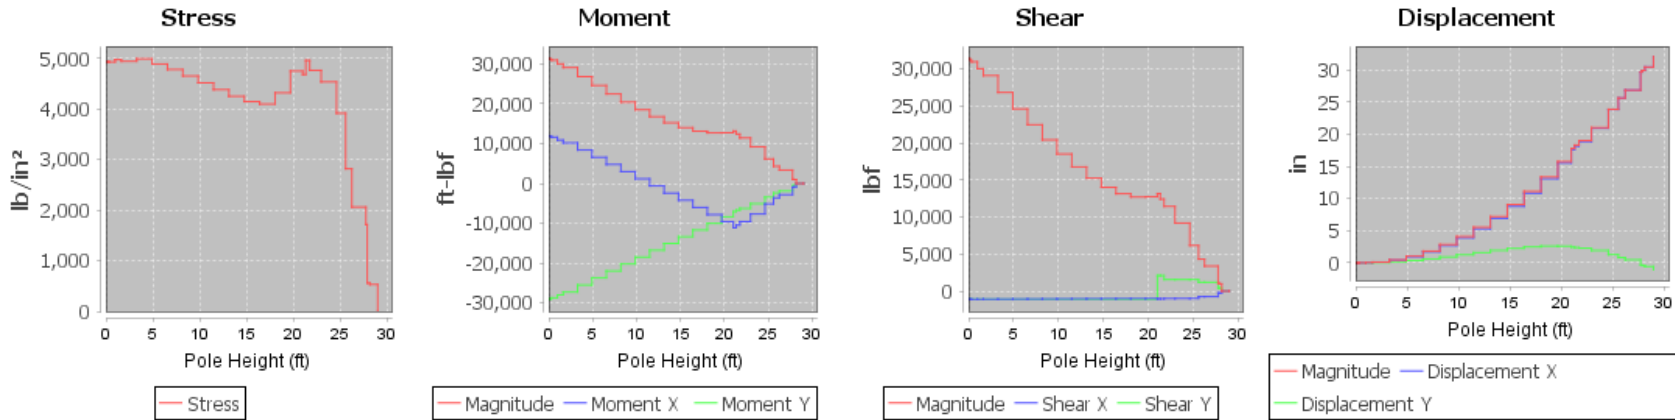 Stress
lb/in²
5,000
4,000
3,000
2,000
1,000
0
0 5 10 15 20 25 30
Pole Height (ft)
Stress
Moment
ft-lbf
30,000
20,000
10,000
0
-10,000
-20,000
-30,000
0 5 10 15 20 25 30
Pole Height (ft)
Magnitude Moment X Moment Y
Shear
lbf
30,000
25,000
20,000
15,000
10,000
5,000
0
0 5 10 15 20 25 30
Pole Height (ft)
Magnitude Shear X Shear Y
Displacement
in
30
25
20
15
10
5
0
0 5 10 15 20 25 30
Pole Height (ft)
Magnitude Displacement X
Displacement Y